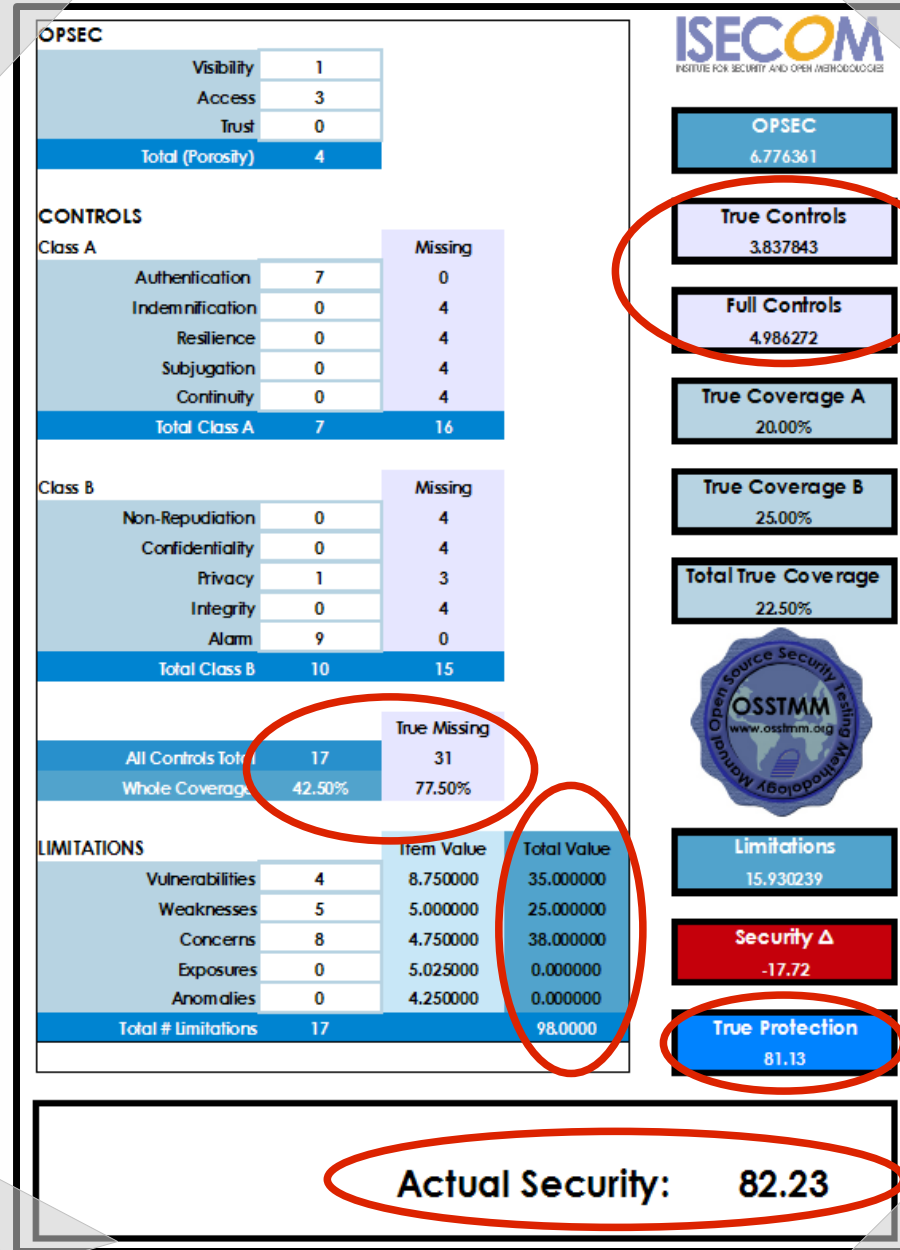 OPSEC
Visibility 1
Access 3
Trust 0
Total (Porosity) 4
CONTROLS
Class A Missing
Authentication 7 0
Indemnification 0 4
Resilience 0 4
Subjugation 0 4
Continuity 0 4
Total Class A 7 16
Class B Missing
Non-Repudiation 0 4
Confidentiality 0 4
Privacy 1 3
Integrity 0 4
Alarm 9 0
Total Class B 10 15
True Missing
All Controls Total 17 31
Whole Coverage 42.50% 77.50%
LIMITATIONS Item Value Total Value
Vulnerabilities 4 8.750000 35.000000
Weaknesses 5 5.000000 25.000000
Concerns 8 4.750000 38.000000
Exposures 0 5.025000 0.000000
Anomalies 0 4.250000 0.000000
Total # Limitations 17 98.0000
ISECOM
INSTITUTE FOR SECURITY AND OPEN METHODOLOGIES
OPSEC
6.776361
True Controls
3.837843
Full Controls
4.986272
True Coverage A
20.00%
True Coverage B
25.00%
Total True Coverage
22.50%
Open Source Security Testing Methodology Manual
OSSTMM
www.osstmm.org
Limitations
15.930239
Security Δ
-17.72
True Protection
81.13
Actual Security: 82.23